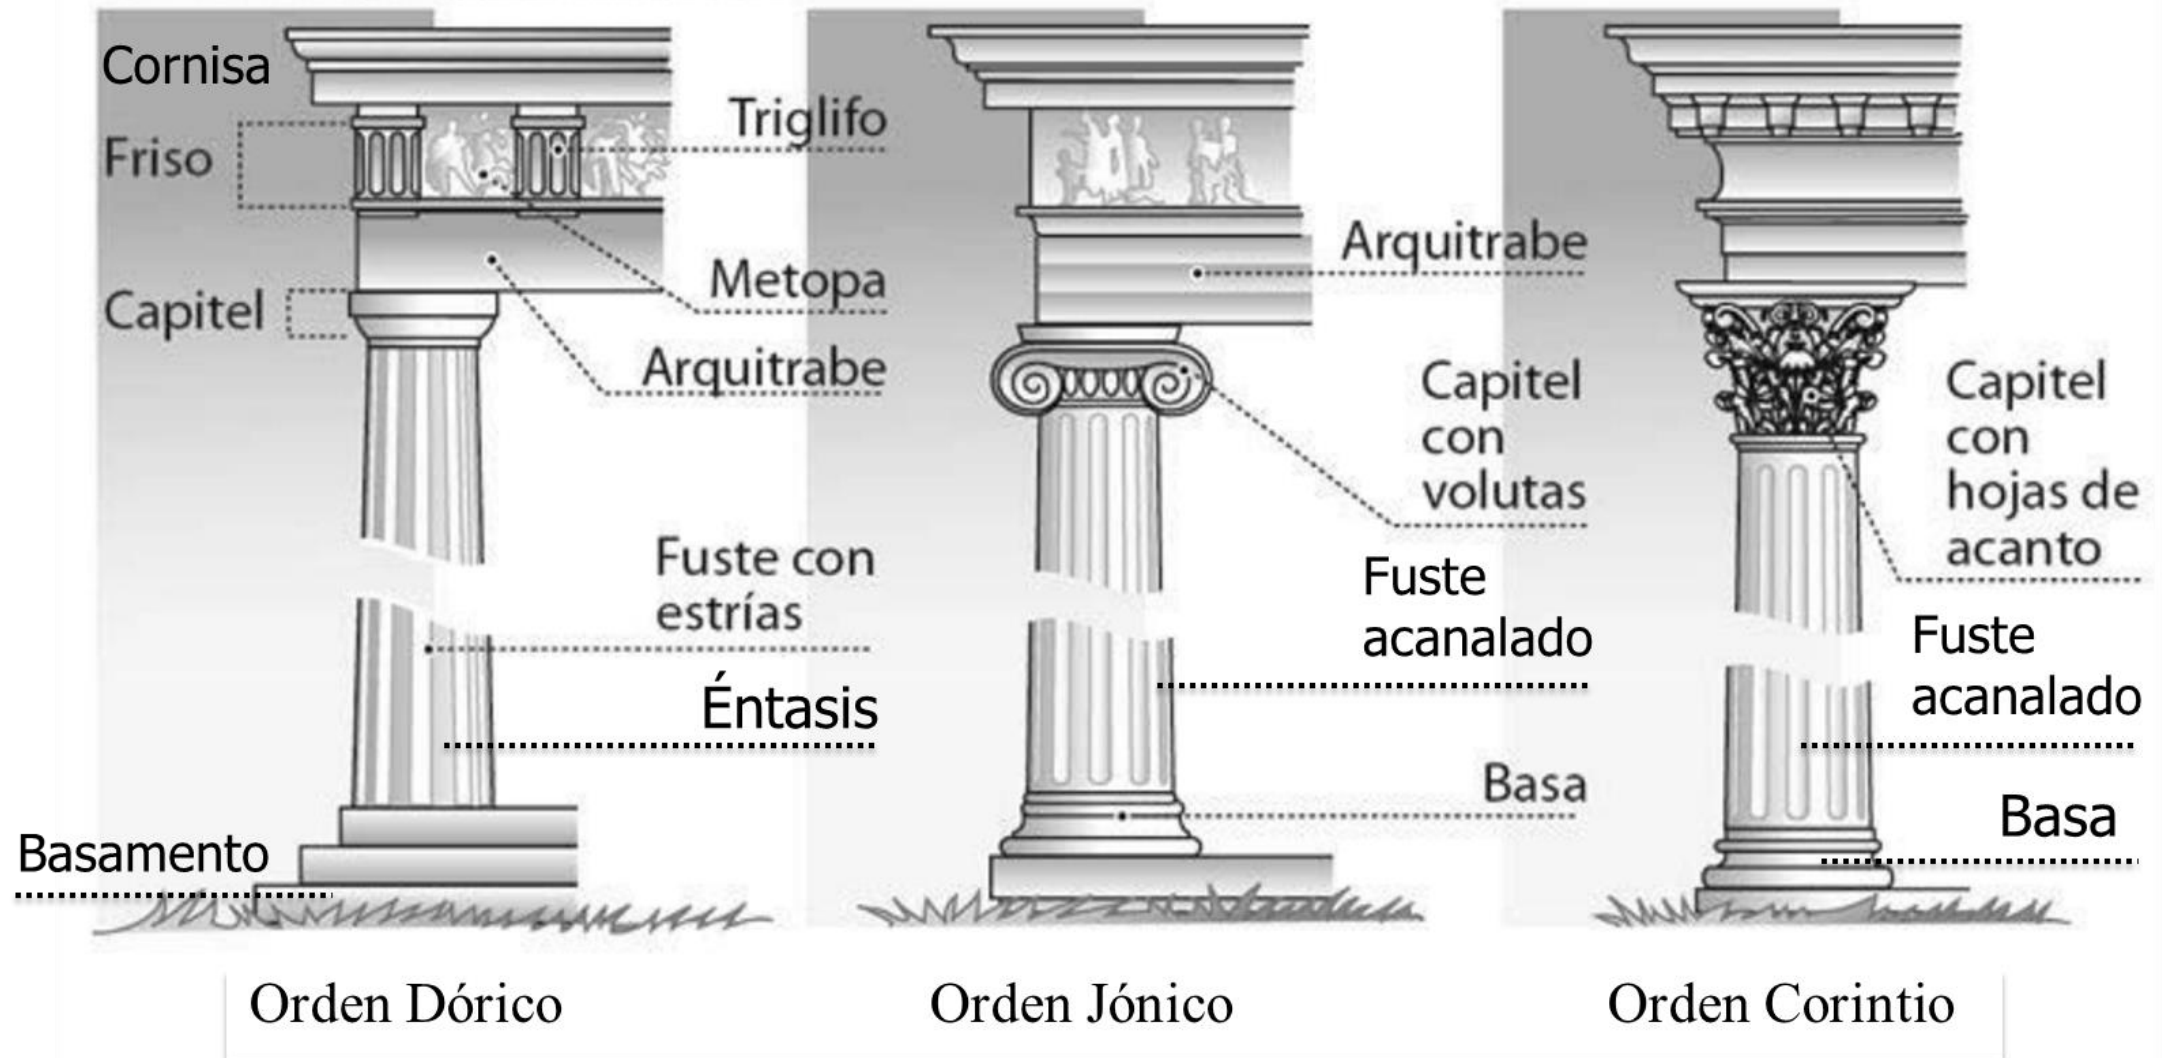 Cornisa
Friso
Capitel
Triglifo
Metopa
Arquitrabe
Fuste con
estrías
Éntasis
Basamento
Orden Dórico
Arquitrabe
Capitel
con
volutas
Fuste
acanalado
Basa
Orden Jónico
Capitel
con
hojas de
acanto
Fuste
acanalado
Basa
Orden Corintio